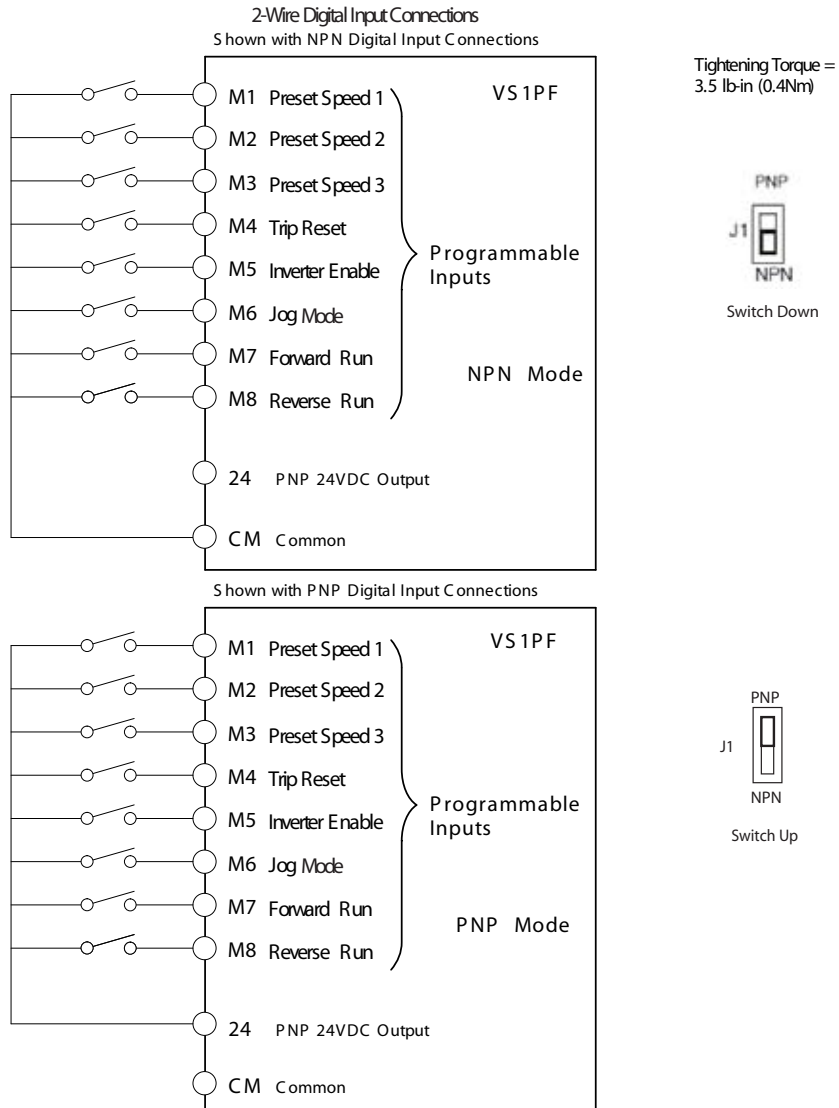 2-Wire Digital Input Connections
Shown with NPN Digital Input Connections
Tightening Torque =
3.5 lb-in (0.4Nm)
M1 Preset Speed 1
VS1PF
M2 Preset Speed 2
M3 Preset Speed 3
M4 Trip Reset
M5 Inverter Enable
M6 Jog Mode
M7 Forward Run
M8 Reverse Run
Programmable
Inputs
NPN Mode
24 PNP 24VDC Output
CM Common
PNP
J1
NPN
Switch Down
Shown with PNP Digital Input Connections
M1 Preset Speed 1
VS1PF
M2 Preset Speed 2
M3 Preset Speed 3
M4 Trip Reset
M5 Inverter Enable
M6 Jog Mode
M7 Forward Run
M8 Reverse Run
Programmable
Inputs
PNP Mode
24 PNP 24VDC Output
CM Common
PNP
J1
NPN
Switch Up